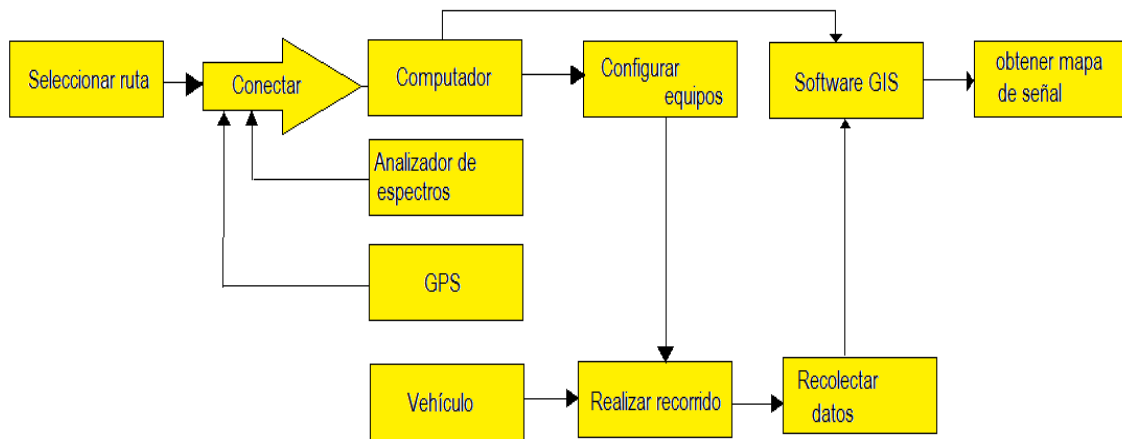 Seleccionar ruta
Conectar
Computador
Configurar
equipos
Software GIS
obtener mapa
de señal
Analizador de
espectros
GPS
Vehículo
Realizar recorrido
Recolectar
datos